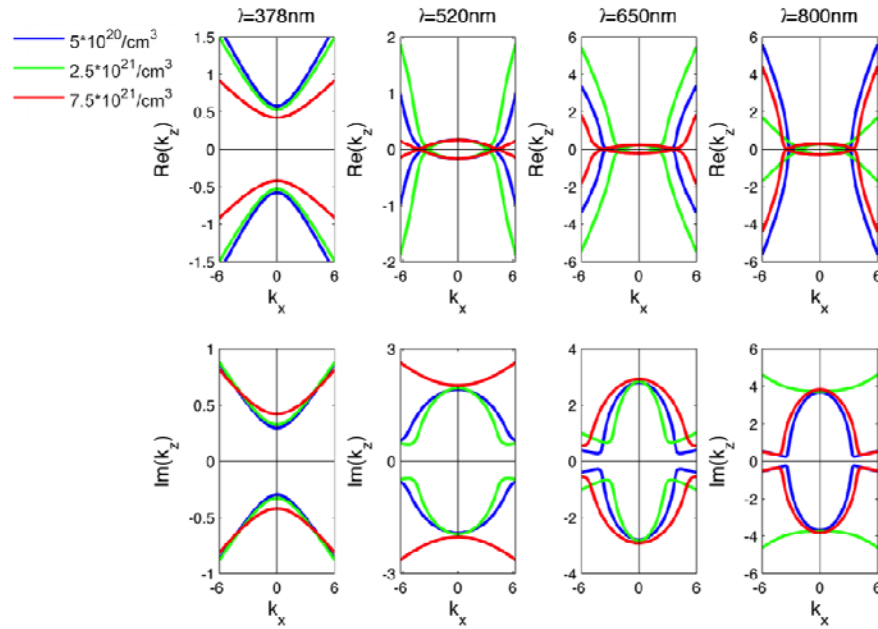 λ=378nm λ=520nm λ=650nm λ=800nm
5*10^20/cm^3
2.5*10^21/cm^3
7.5*10^21/cm^3
1.5 2 6 6
1 4 4
0.5 1 2 2
0 0 0 0
-0.5 -1 -2 -2
-1 -4 -4
-1.5 -2 -6 -6
Re(k_z) Re(k_z) Re(k_z) Re(k_z)
-6 0 6 -6 0 6 -6 0 6 -6 0 6
k_x k_x k_x k_x
1 3 4 6
4
0.5 2 2
0 0 0 0
-0.5 -2 -2
-4
-1 -3 -4 -6
Im(k_z) Im(k_z) Im(k_z) Im(k_z)
-6 0 6 -6 0 6 -6 0 6 -6 0 6
k_x k_x k_x k_x